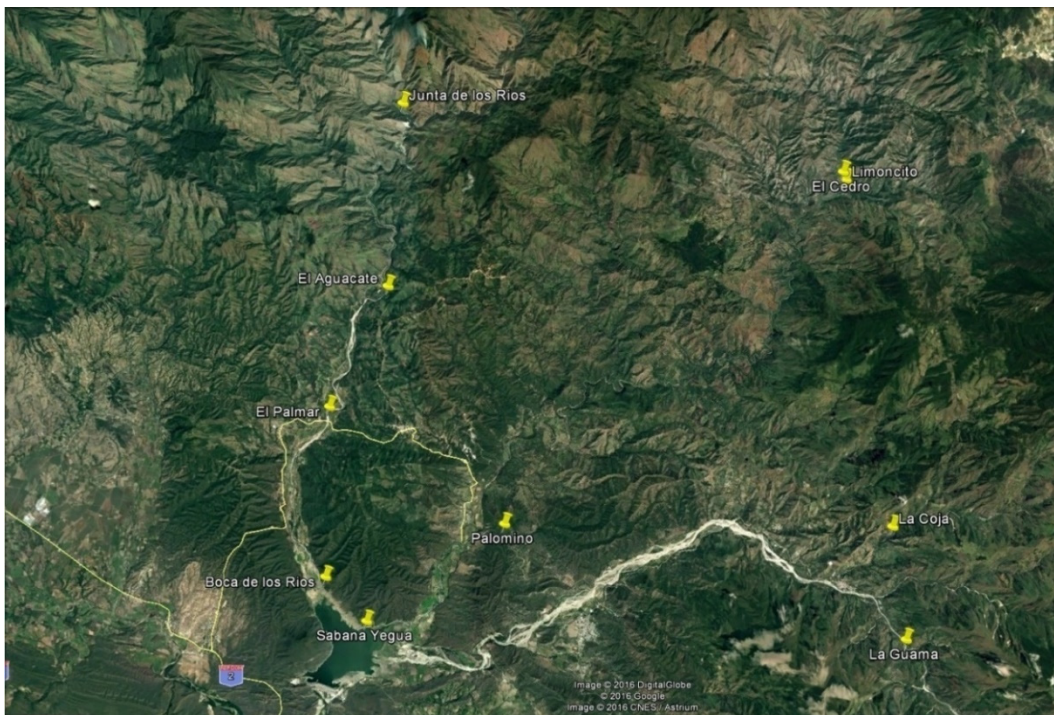 Junta de los Rios
Limoncito
El Cedro
El Aguacate
El Palmar
La Coja
Palomino
Boca de los Rios
Sabana Yegua
La Guama
2
Image © 2016 DigitalGlobe
© 2016 Google
Image © 2016 CNES / Astrium